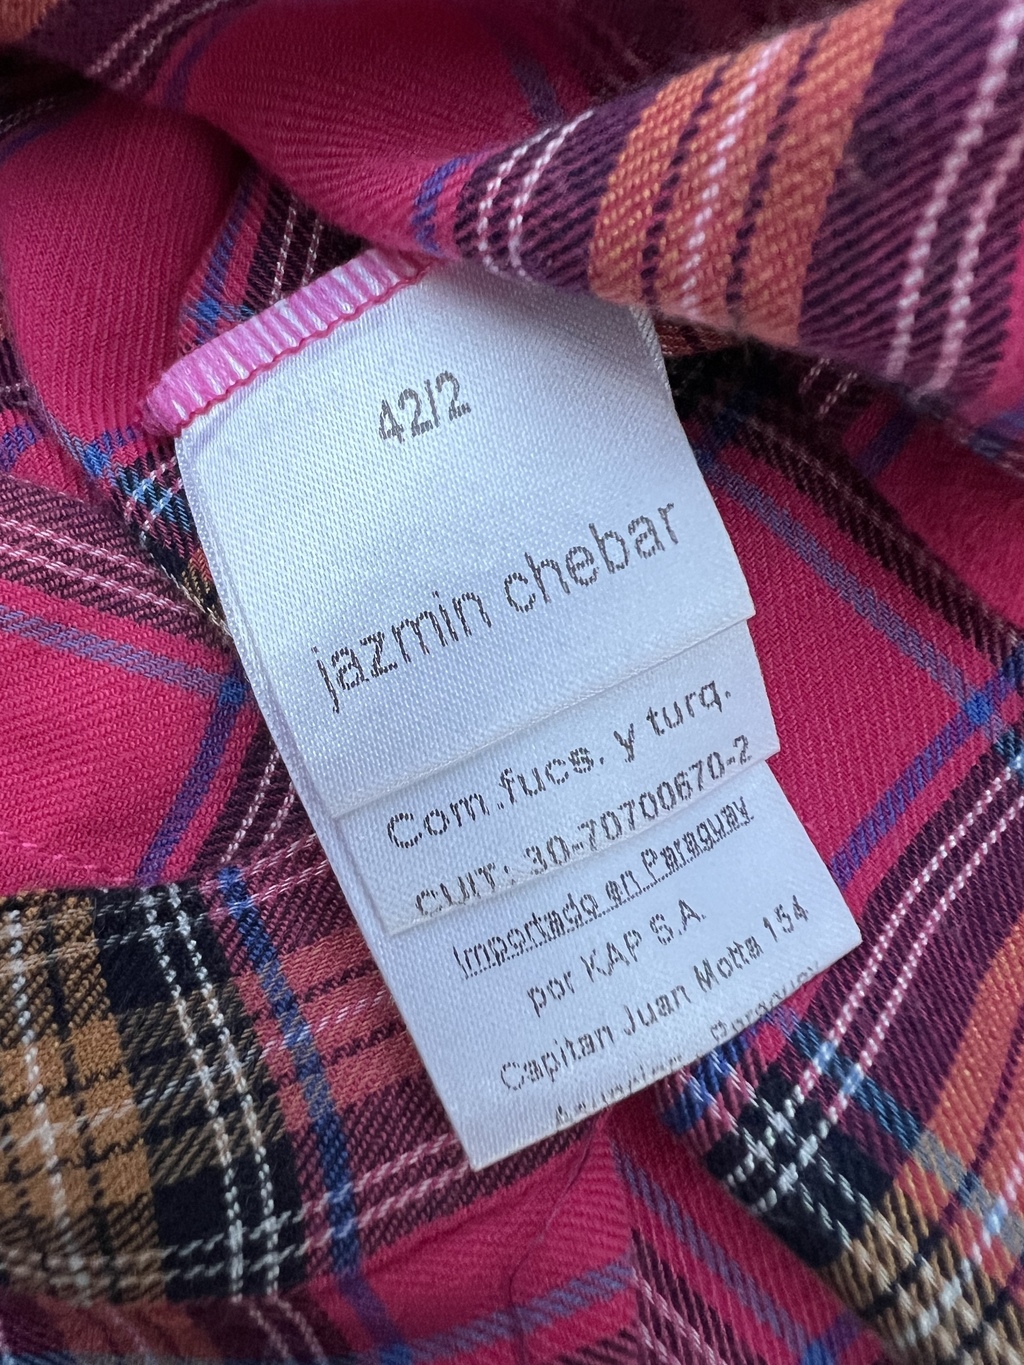 42/2
jazmin chebar
Com.fucs. y turq.
CUIT: 30-70700670-2
Importado en Paraguay
por KAP S.A.
Capitan Juan Motta 154